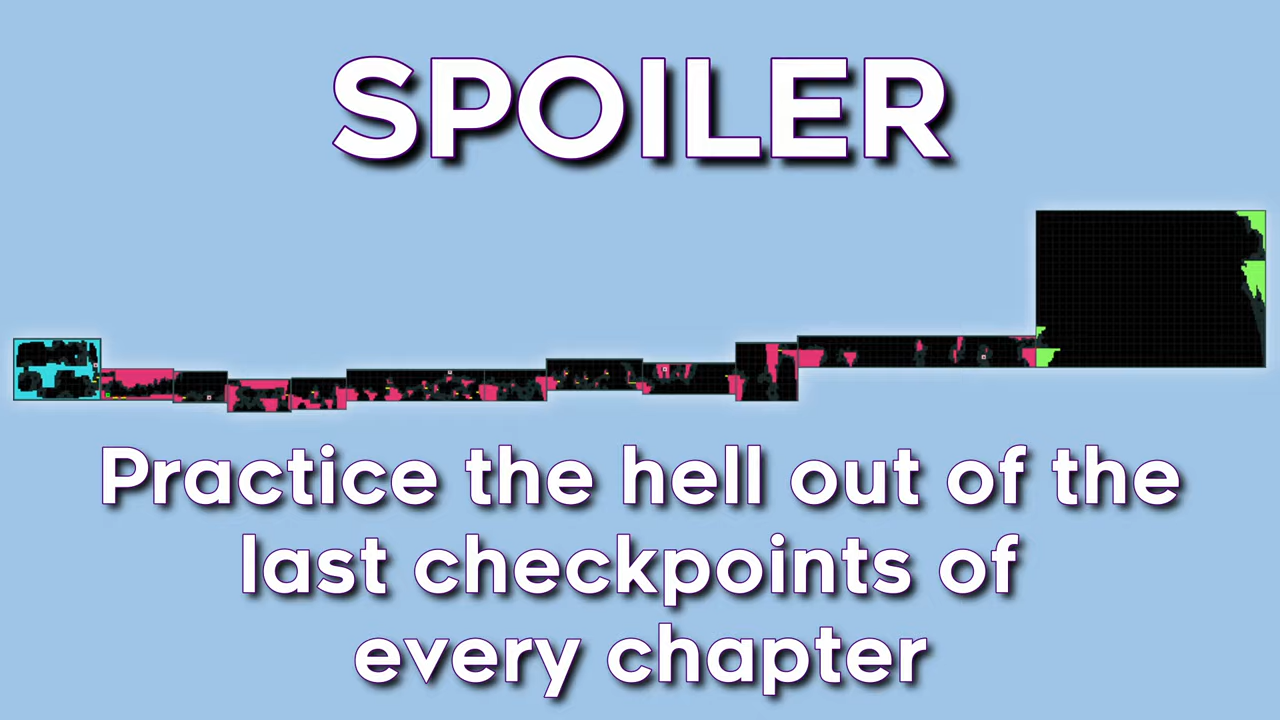 SPOILER
Practice the hell out of the
last checkpoints of
every chapter